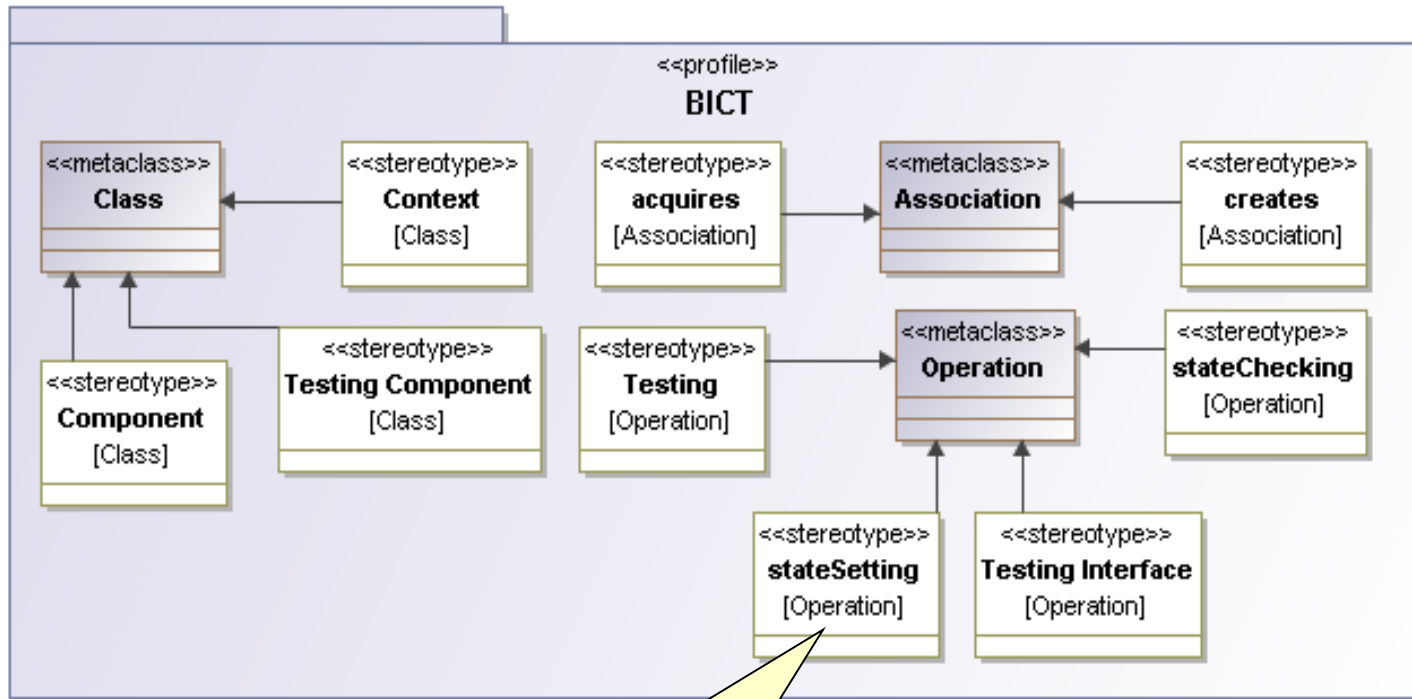 <<profile>>
BICT
<<metaclass>>
Class
<<stereotype>>
Context
[Class]
<<stereotype>>
acquires
[Association]
<<metaclass>>
Association
<<stereotype>>
creates
[Association]
<<stereotype>>
Component
[Class]
<<stereotype>>
Testing Component
[Class]
<<stereotype>>
Testing
[Operation]
<<metaclass>>
Operation
<<stereotype>>
stateChecking
[Operation]
<<stereotype>>
stateSetting
[Operation]
<<stereotype>>
Testing Interface
[Operation]